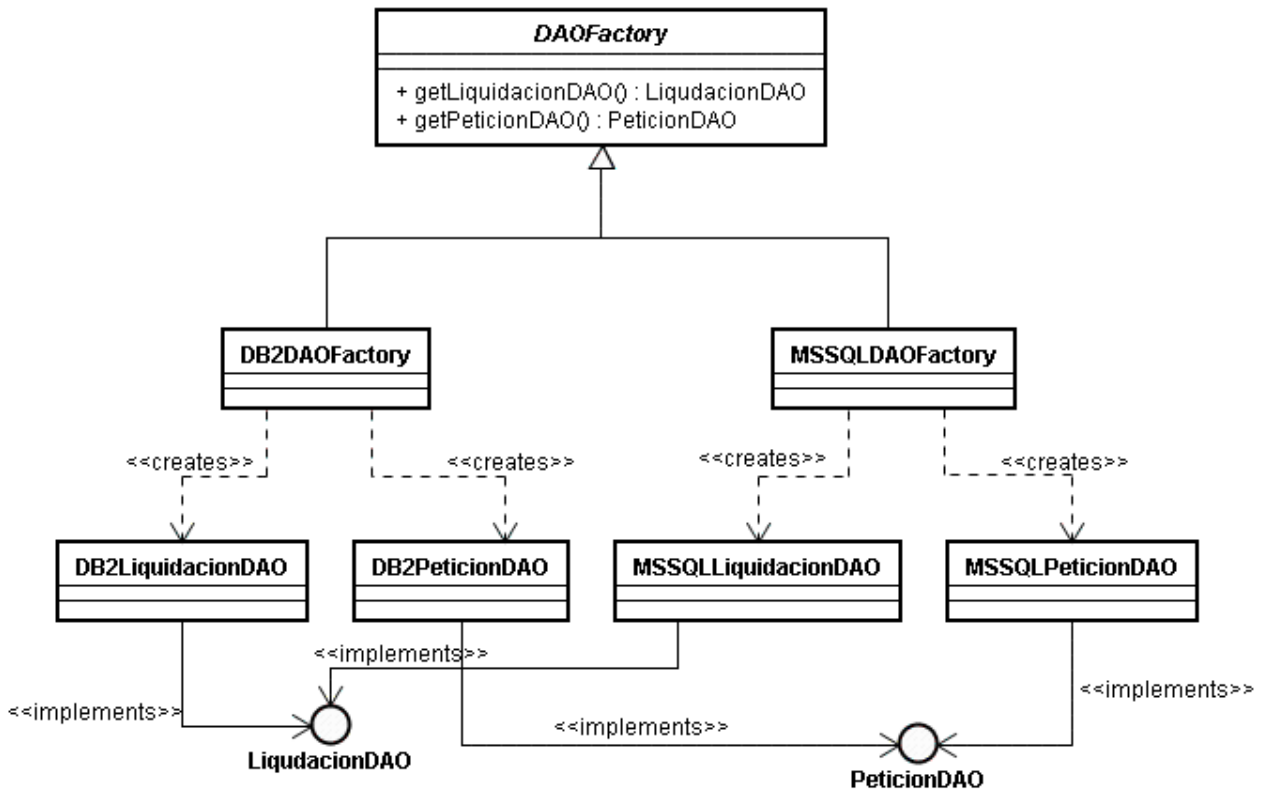 DAOFactory
+ getLiquidacionDAO() : LiqudacionDAO
+ getPeticionDAO() : PeticionDAO
DB2DAOFactory
MSSQLDAOFactory
<<creates>>
<<creates>>
<<creates>>
<<creates>>
DB2LiquidacionDAO
DB2PeticionDAO
MSSQLLiquidacionDAO
MSSQLPeticionDAO
<<implements>>
<<implements>>
<<implements>>
<<implements>>
LiqudacionDAO
PeticionDAO